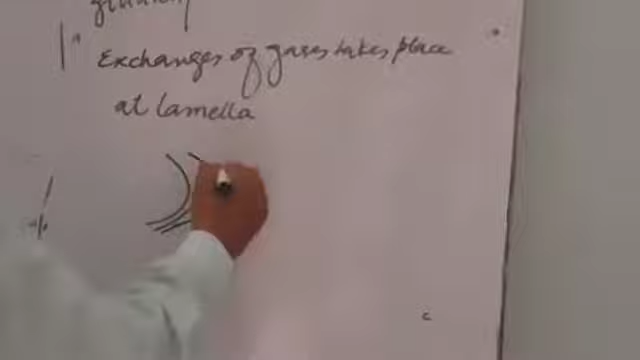 Exchanges of gases takes place
at lamella